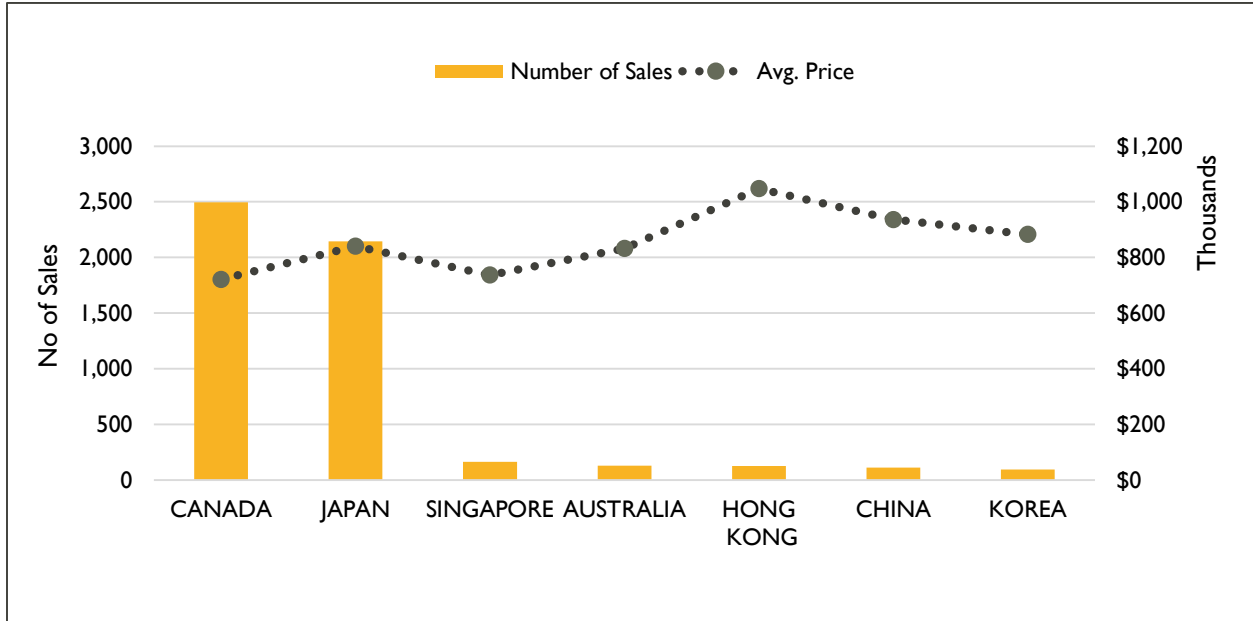 Number of Sales
Avg. Price
3,000
2,500
2,000
1,500
1,000
500
0
No of Sales
$1,200
$1,000
$800
$600
$400
$200
$0
Thousands
CANADA
JAPAN
SINGAPORE
AUSTRALIA
HONG
KONG
CHINA
KOREA